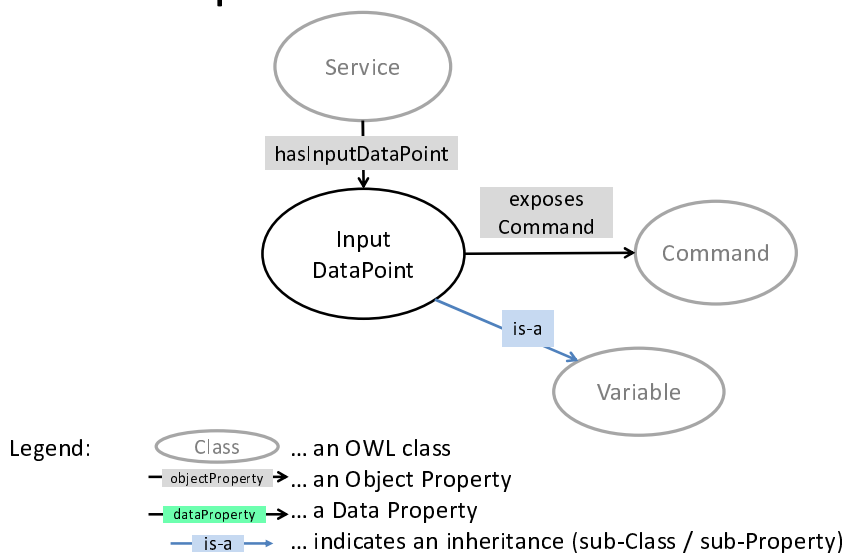 Service
hasInputDataPoint
exposes
Command
Input
DataPoint
Command
is-a
Variable
Legend:
Class
... an OWL class
objectProperty
... an Object Property
dataProperty
... a Data Property
is-a
... indicates an inheritance (sub-Class / sub-Property)